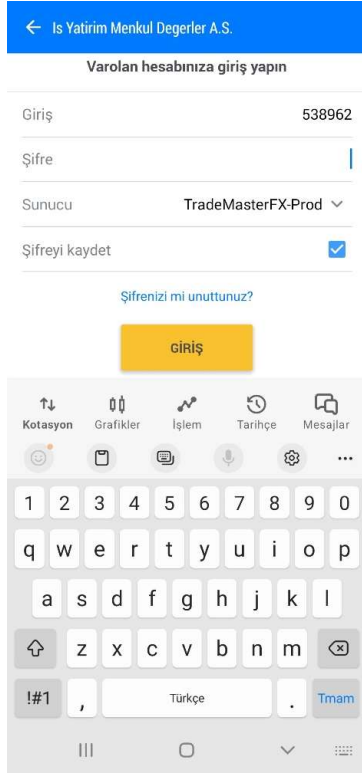 Is Yatirim Menkul Degerler A.S.
Varolan hesabınıza giriş yapın
Giriş 538962
Şifre
Sunucu TradeMasterFX-Prod
Şifreyi kaydet
Şifrenizi mi unuttunuz?
GİRİŞ
Kotasyon Grafikler İşlem Tarihçe Mesajlar
1 2 3 4 5 6 7 8 9 0
q w e r t y u i o p
a s d f g h j k l
z x c v b n m
!#1 , Türkçe . Tmam